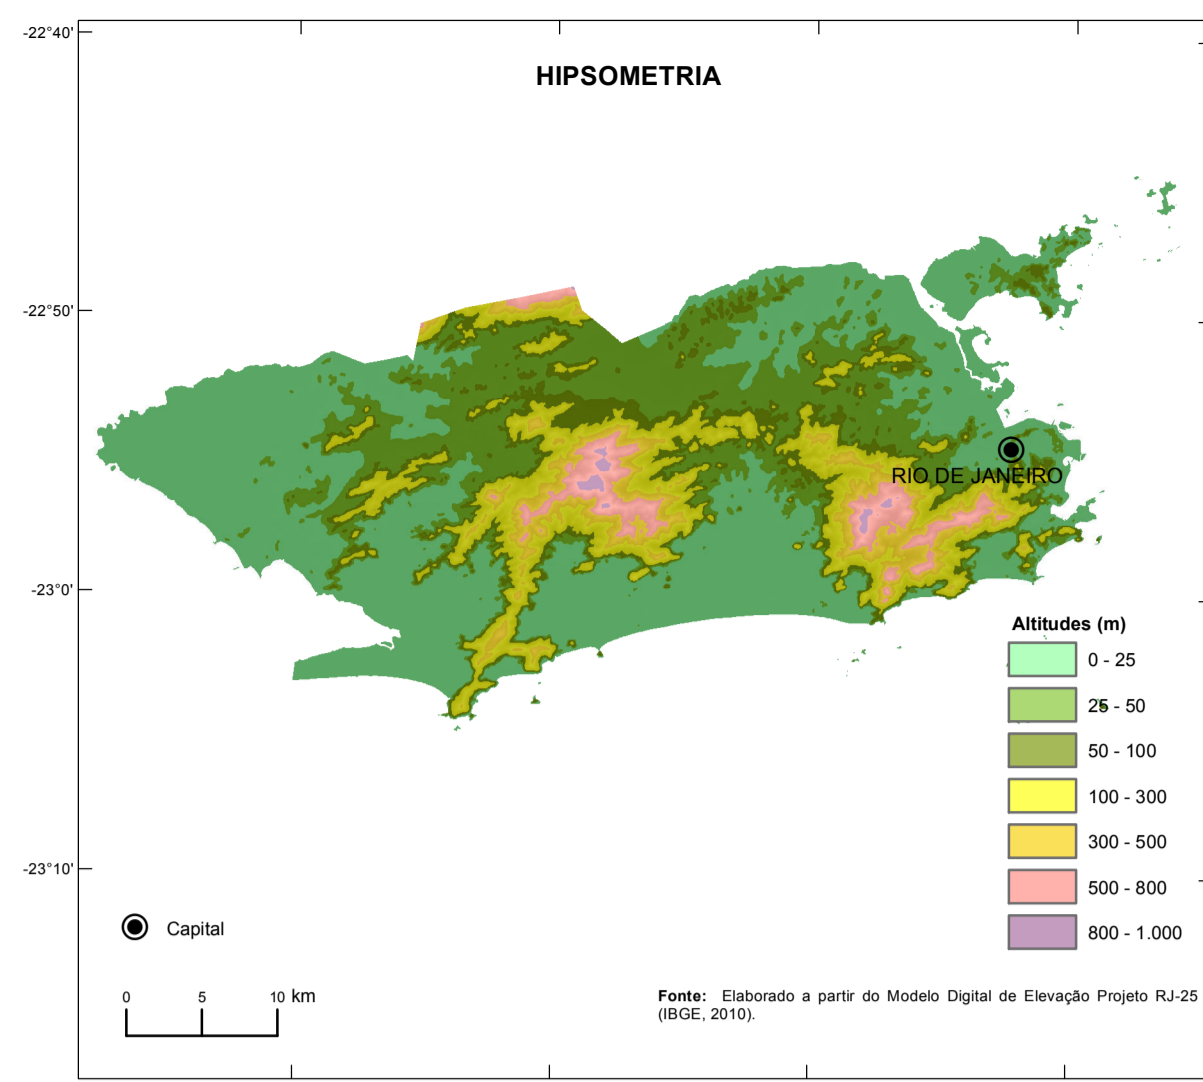 -22°40'
HIPSOMETRIA
-22°50'
RIO DE JANEIRO
-23°0'
Altitudes (m)
0 - 25
25 - 50
50 - 100
100 - 300
300 - 500
500 - 800
800 - 1.000
-23°10'
Capital
0 5 10 km
Fonte: Elaborado a partir do Modelo Digital de Elevação Projeto RJ-25
(IBGE, 2010).